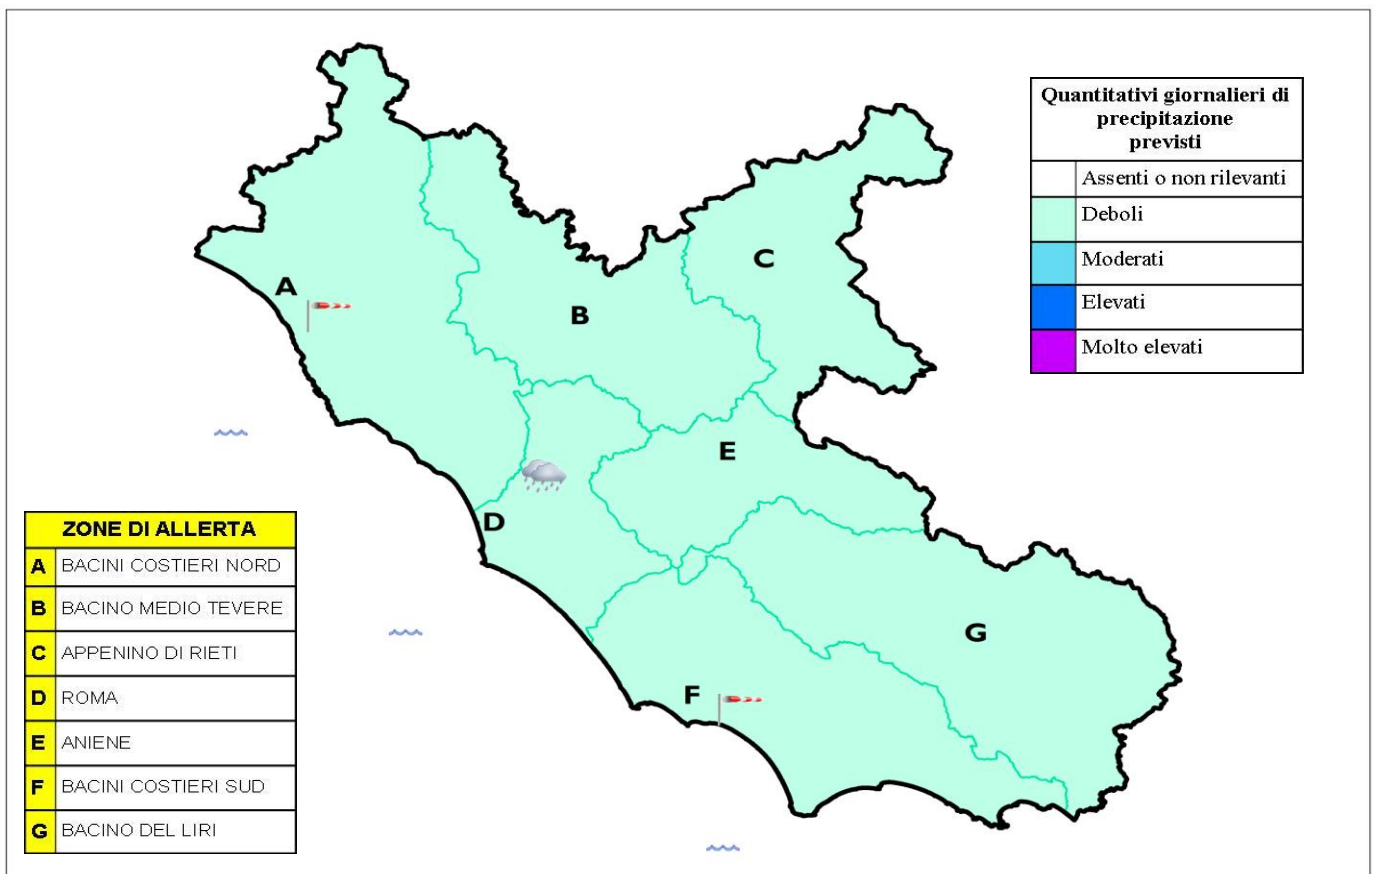 Quantitativi giornalieri di
precipitazione
previsti
Assenti o non rilevanti
Deboli
Moderati
Elevati
Molto elevati
A
B
C
E
D
G
F
ZONE DI ALLERTA
A BACINI COSTIERI NORD
B BACINO MEDIO TEVERE
C APPENINO DI RIETI
D ROMA
E ANIENE
F BACINI COSTIERI SUD
G BACINO DEL LIRI